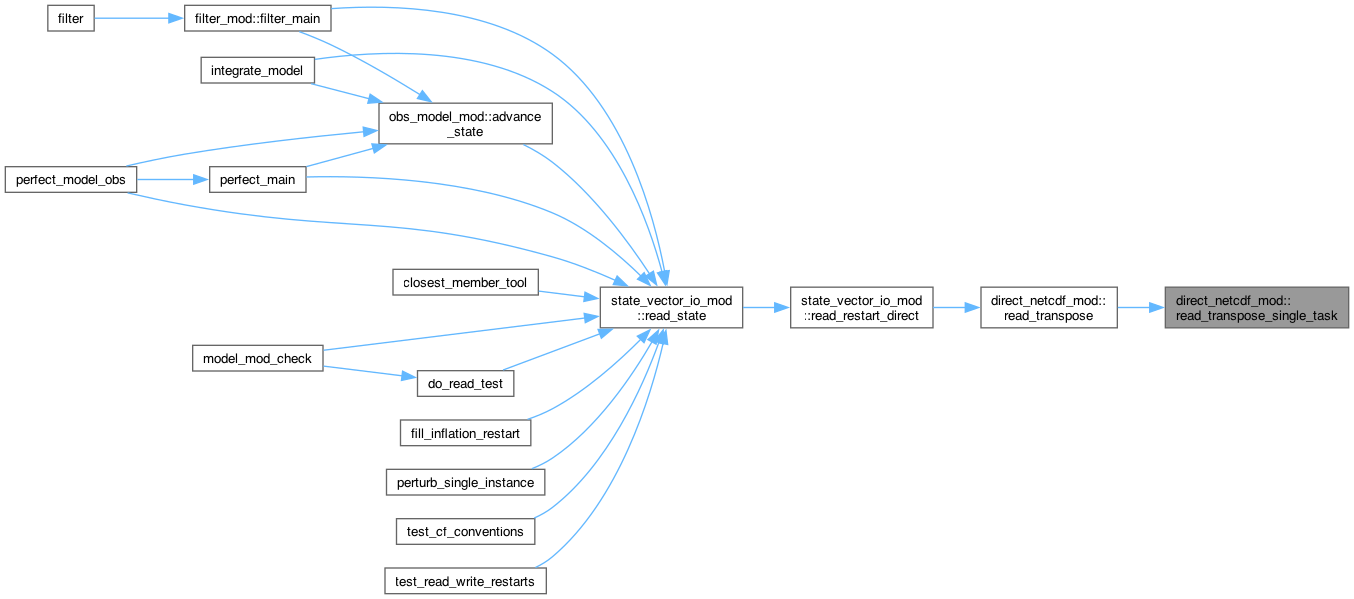 filter
filter_mod::filter_main
integrate_model
obs_model_mod::advance
_state
perfect_model_obs
perfect_main
closest_member_tool
state_vector_io_mod
::read_state
state_vector_io_mod
::read_restart_direct
direct_netcdf_mod::
read_transpose
direct_netcdf_mod::
read_transpose_single_task
model_mod_check
do_read_test
fill_inflation_restart
perturb_single_instance
test_cf_conventions
test_read_write_restarts